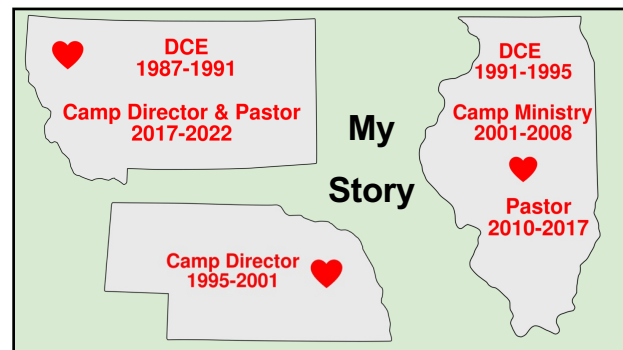 DCE
1987-1991
Camp Director & Pastor
2017-2022
My
Story
DCE
1991-1995
Camp Ministry
2001-2008
Pastor
2010-2017
Camp Director
1995-2001